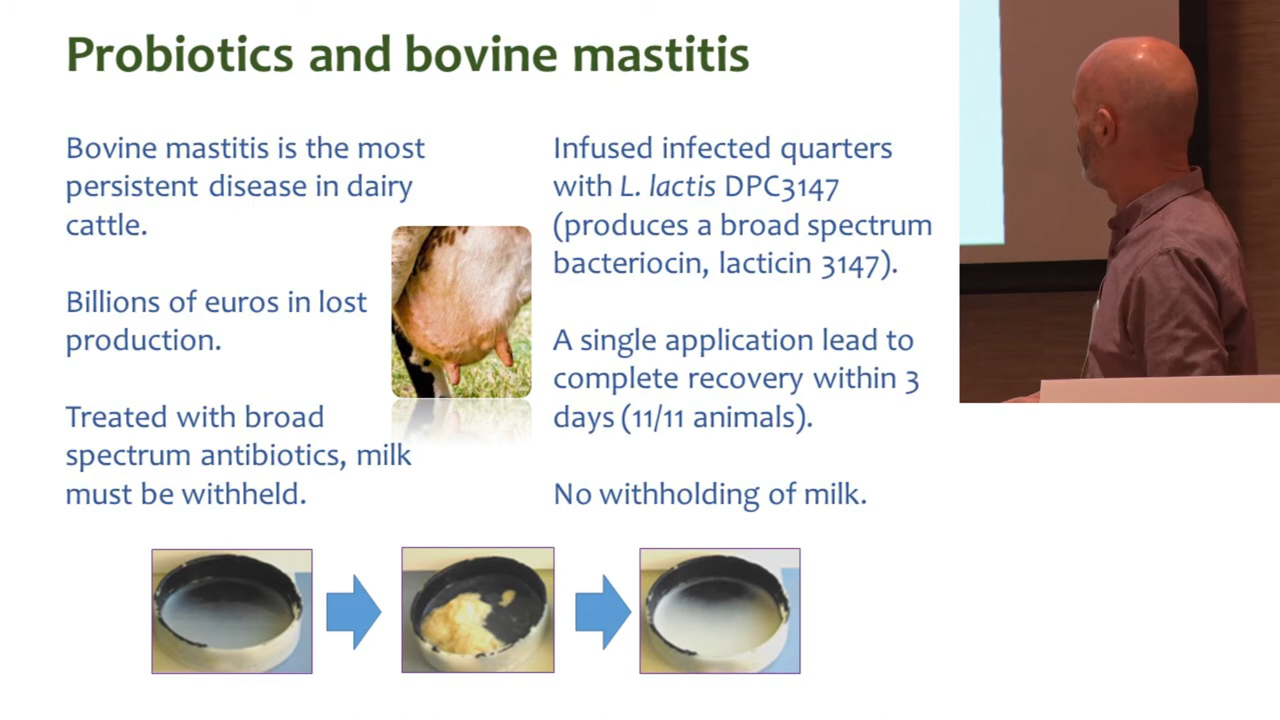 Probiotics and bovine mastitis
Bovine mastitis is the most
persistent disease in dairy
cattle.
Billions of euros in lost
production.
Treated with broad
spectrum antibiotics, milk
must be withheld.
Infused infected quarters
with L. lactis DPC3147
(produces a broad spectrum
bacteriocin, lacticin 3147).
A single application lead to
complete recovery within 3
days (11/11 animals).
No withholding of milk.